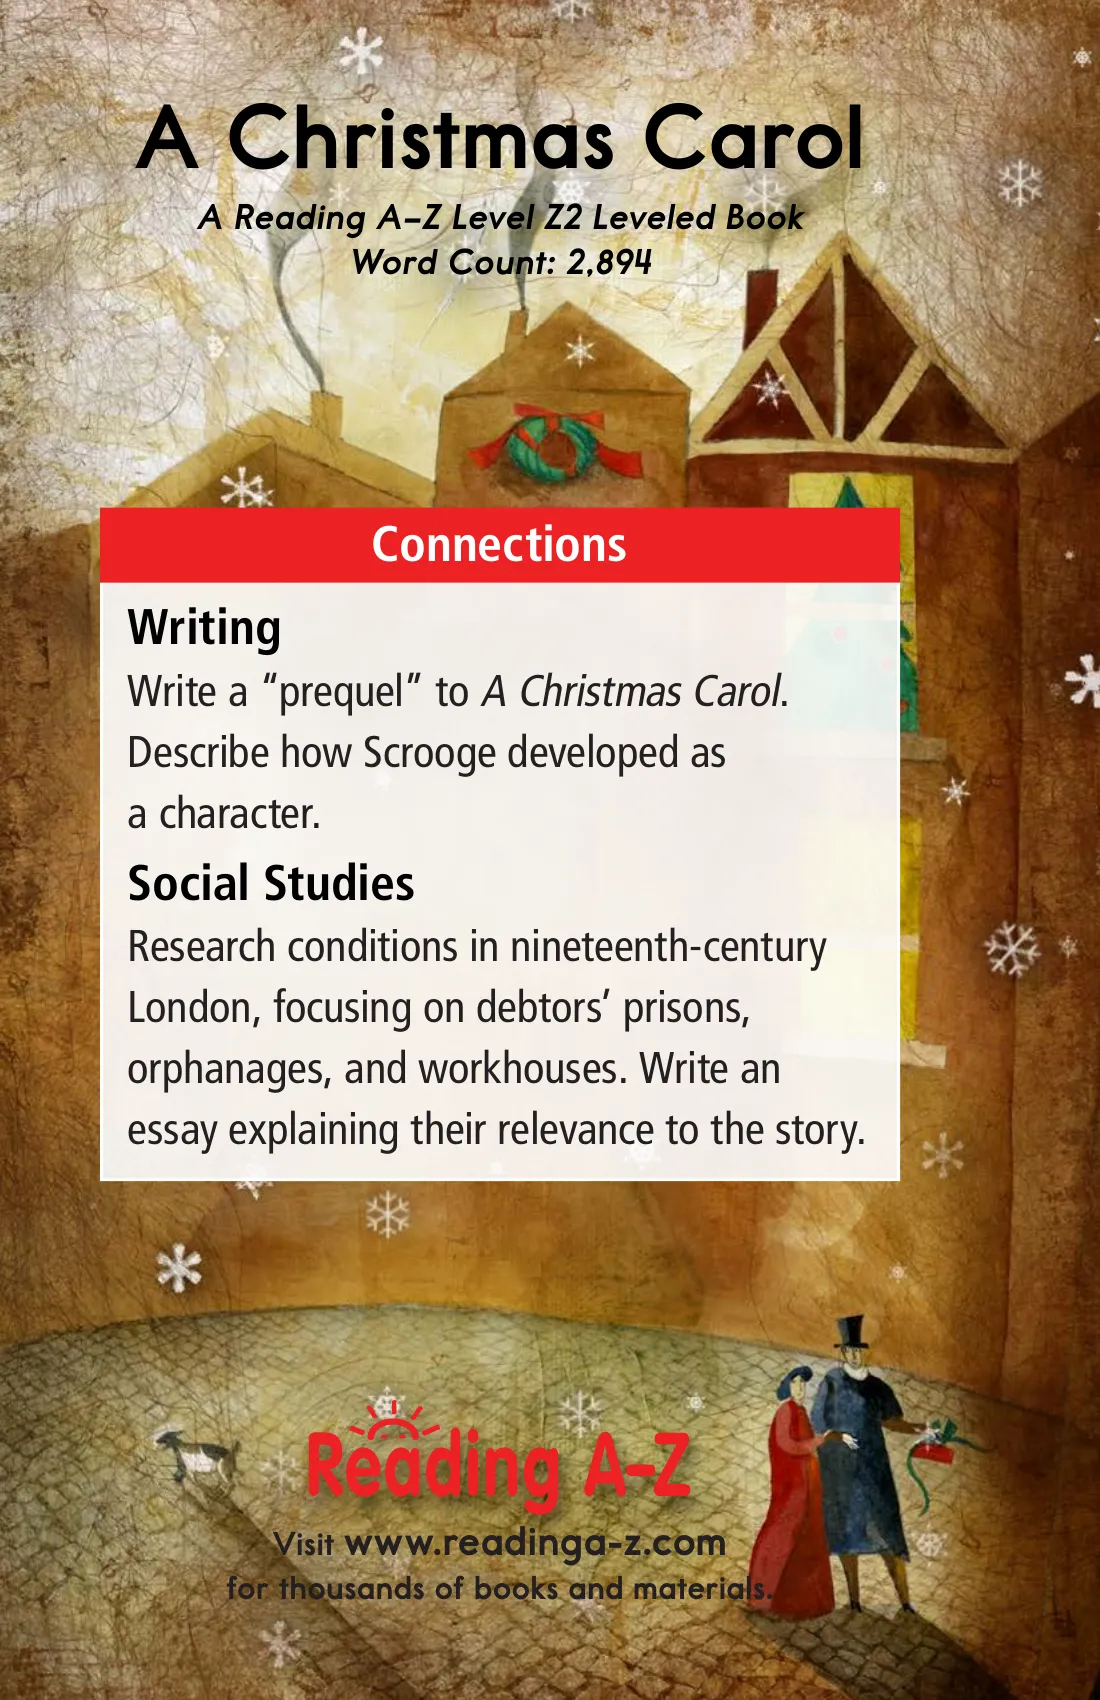 A Christmas Carol
A Reading A–Z Level Z2 Leveled Book
Word Count: 2,894
Connections
Writing
Write a “prequel” to A Christmas Carol.
Describe how Scrooge developed as
a character.
Social Studies
Research conditions in nineteenth-century
London, focusing on debtors’ prisons,
orphanages, and workhouses. Write an
essay explaining their relevance to the story.
Reading A–Z
Visit www.readinga-z.com
for thousands of books and materials.